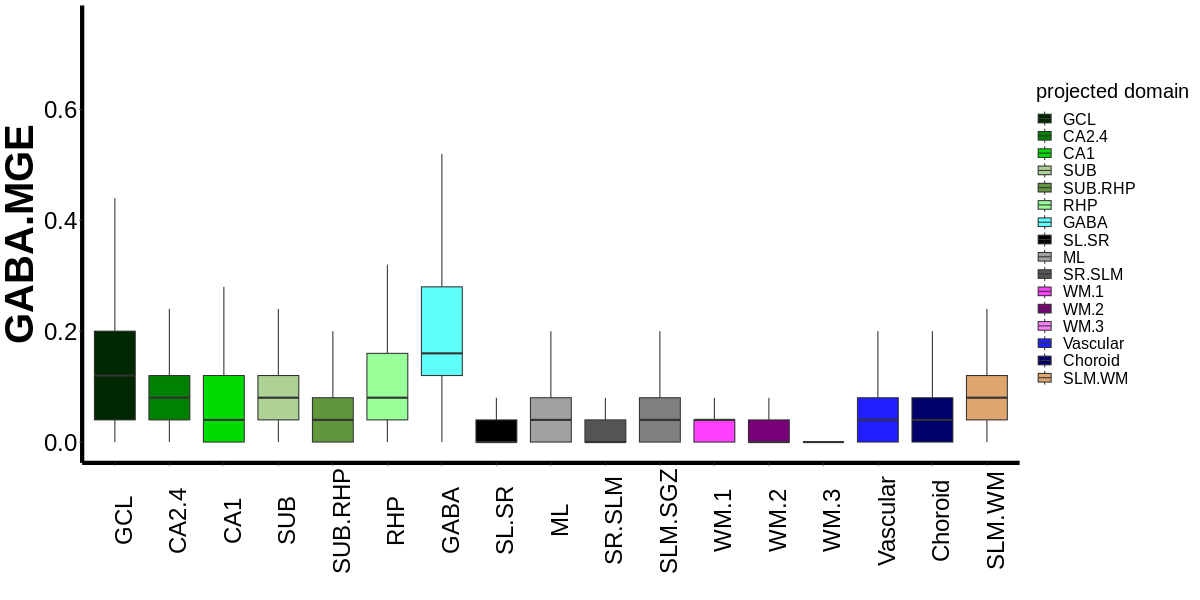 GABA.MGE
0.6
0.4
0.2
0.0
GCL
CA2.4
CA1
SUB
SUB.RHP
RHP
GABA
SL.SR
ML
SR.SLM
SLM.SGZ
WM.1
WM.2
WM.3
Vascular
Choroid
SLM.WM
projected domain
GCL
CA2.4
CA1
SUB
SUB.RHP
RHP
GABA
SL.SR
ML
SR.SLM
WM.1
WM.2
WM.3
Vascular
Choroid
SLM.WM